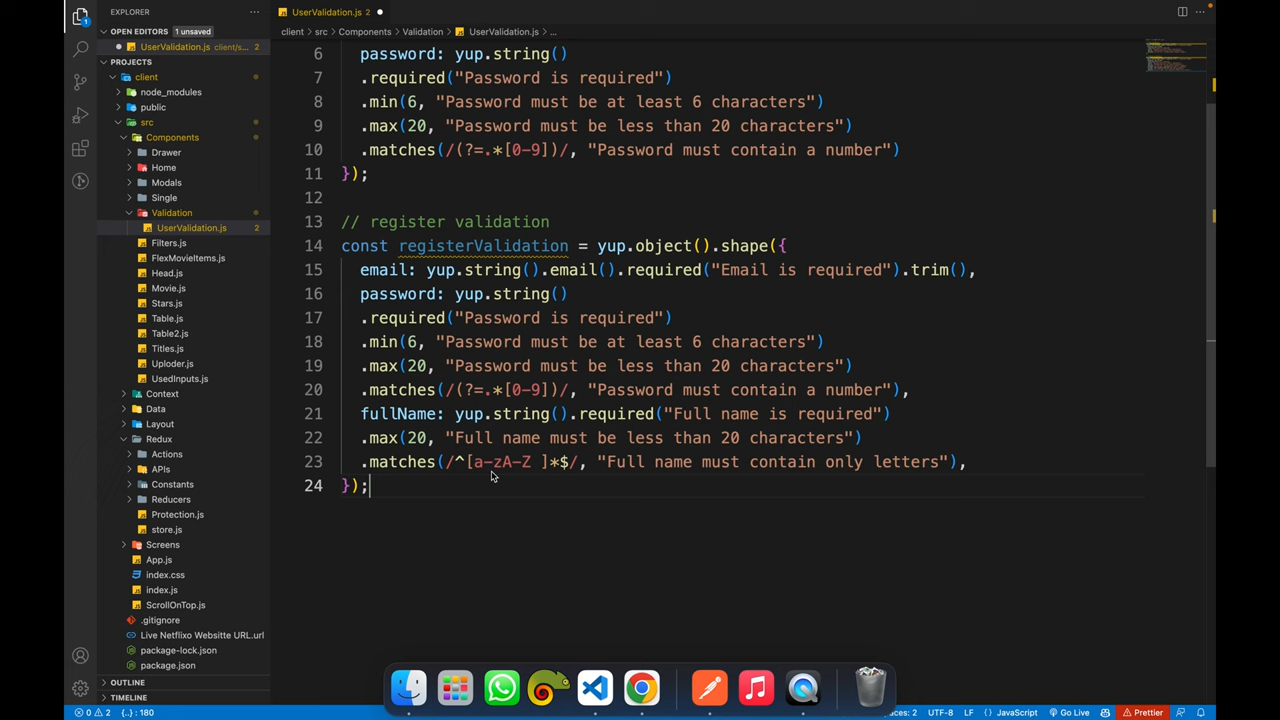 EXPLORER
UserValidation.js 2
OPEN EDITORS 1 unsaved
client > src > Components > Validation > UserValidation.js > ...
UserValidation.js client/s... 2
PROJECTS
client
node_modules
public
src
Components
Drawer
Home
Modals
Single
Validation
UserValidation.js 2
Filters.js
FlexMovieItems.js
Head.js
Movie.js
Stars.js
Table.js
Table2.js
Titles.js
Uploder.js
UsedInputs.js
Context
Data
Layout
Redux
Actions
APIs
Constants
Reducers
Protection.js
store.js
Screens
App.js
index.css
index.js
ScrollOnTop.js
.gitignore
Live Netflixo Websitte URL.url
package-lock.json
package.json
OUTLINE
TIMELINE
6 password: yup.string()
7 .required("Password is required")
8 .min(6, "Password must be at least 6 characters")
9 .max(20, "Password must be less than 20 characters")
10 .matches(/(?=.*[0-9])/, "Password must contain a number")
11 });
12
13 // register validation
14 const registerValidation = yup.object().shape({
15 email: yup.string().email().required("Email is required").trim(),
16 password: yup.string()
17 .required("Password is required")
18 .min(6, "Password must be at least 6 characters")
19 .max(20, "Password must be less than 20 characters")
20 .matches(/(?=.*[0-9])/, "Password must contain a number"),
21 fullName: yup.string().required("Full name is required")
22 .max(20, "Full name must be less than 20 characters")
23 .matches(/^[a-zA-Z ]*$/, "Full name must contain only letters"),
24 });
0 2 {..} : 180
paces: 2 UTF-8 LF {} JavaScript Go Live Prettier